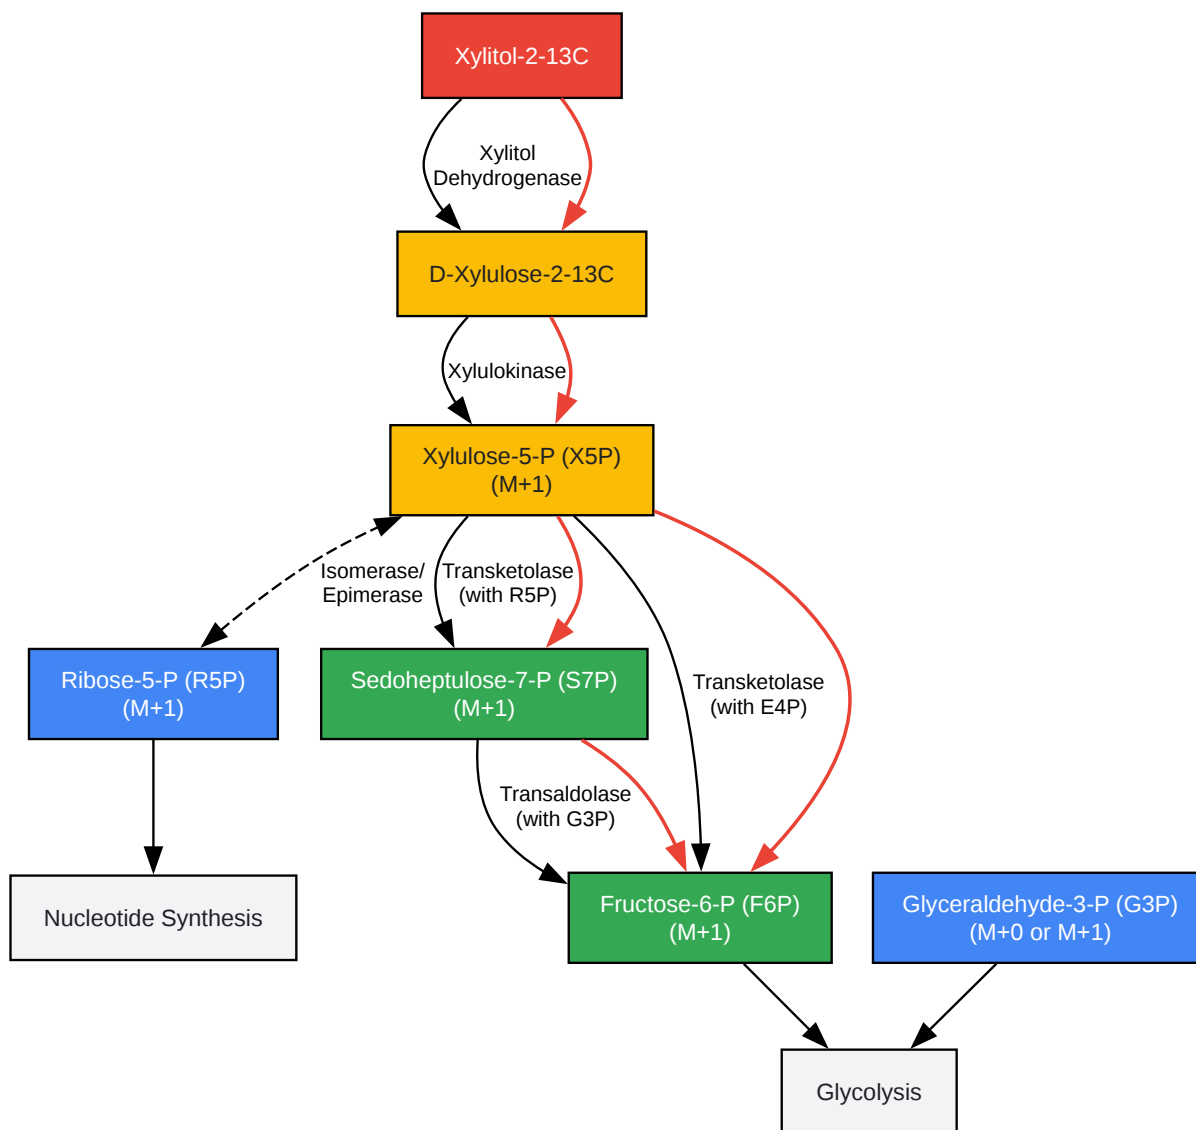 Xylitol-2-13C
Xylitol
Dehydrogenase
D-Xylulose-2-13C
Xylulokinase
Xylulose-5-P (X5P)
(M+1)
Isomerase/
Epimerase
Transketolase
(with R5P)
Ribose-5-P (R5P)
(M+1)
Sedoheptulose-7-P (S7P)
(M+1)
Transketolase
(with E4P)
Transaldolase
(with G3P)
Nucleotide Synthesis
Fructose-6-P (F6P)
(M+1)
Glyceraldehyde-3-P (G3P)
(M+0 or M+1)
Glycolysis